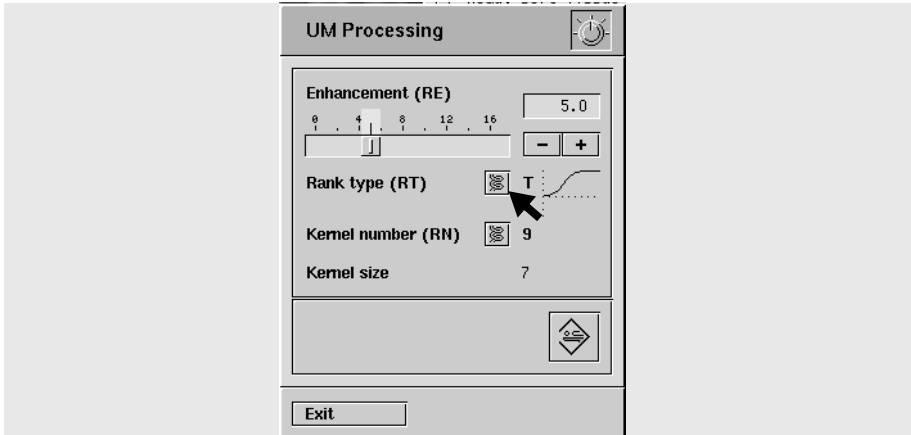 UM Processing
Enhancement (RE)
5.0
0 . 4 . 8 . 12 . 16
- +
Rank type (RT) T
Kernel number (RN) 9
Kernel size 7
Exit